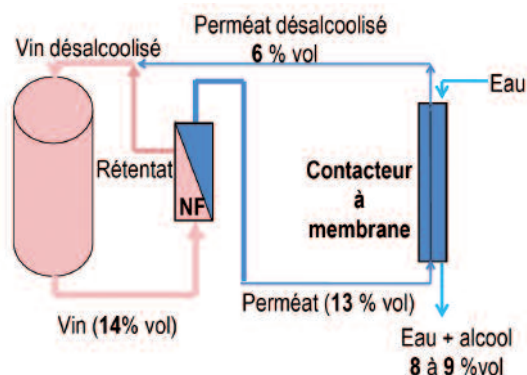 Perméat désalcoolisé
6 % vol
Vin désalcoolisé
Eau
Rétentat
NF
Contacteur
à
membrane
Perméat (13 % vol)
Vin (14% vol)
Eau + alcool
8 à 9 %vol